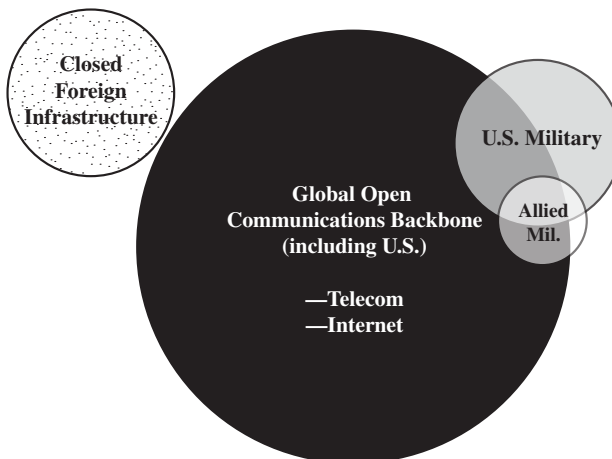 Closed
Foreign
Infrastructure
U.S. Military
Global Open
Communications Backbone
(including U.S.)
Allied
Mil.
—Telecom
—Internet